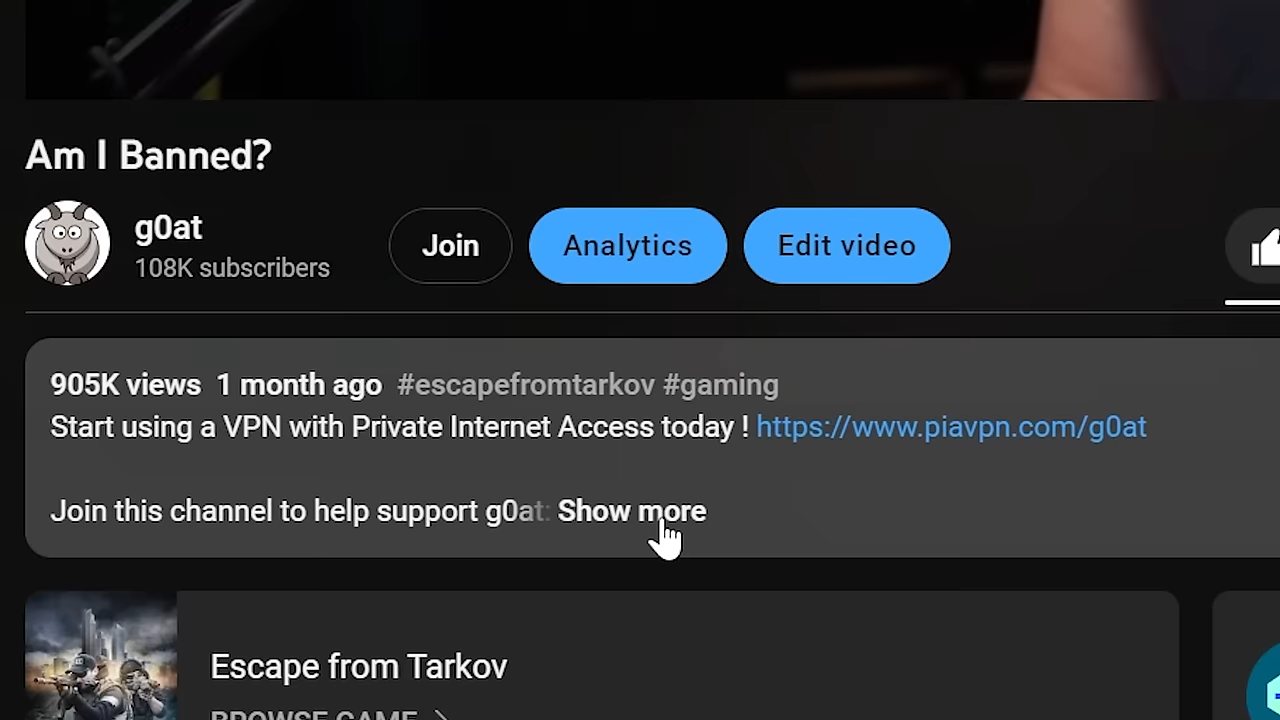 Am I Banned?
g0at
108K subscribers
Join
Analytics
Edit video
905K views 1 month ago #escapefromtarkov #gaming
Start using a VPN with Private Internet Access today ! https://www.piavpn.com/g0at
Join this channel to help support g0at: Show more
Escape from Tarkov
BROWSE GAME